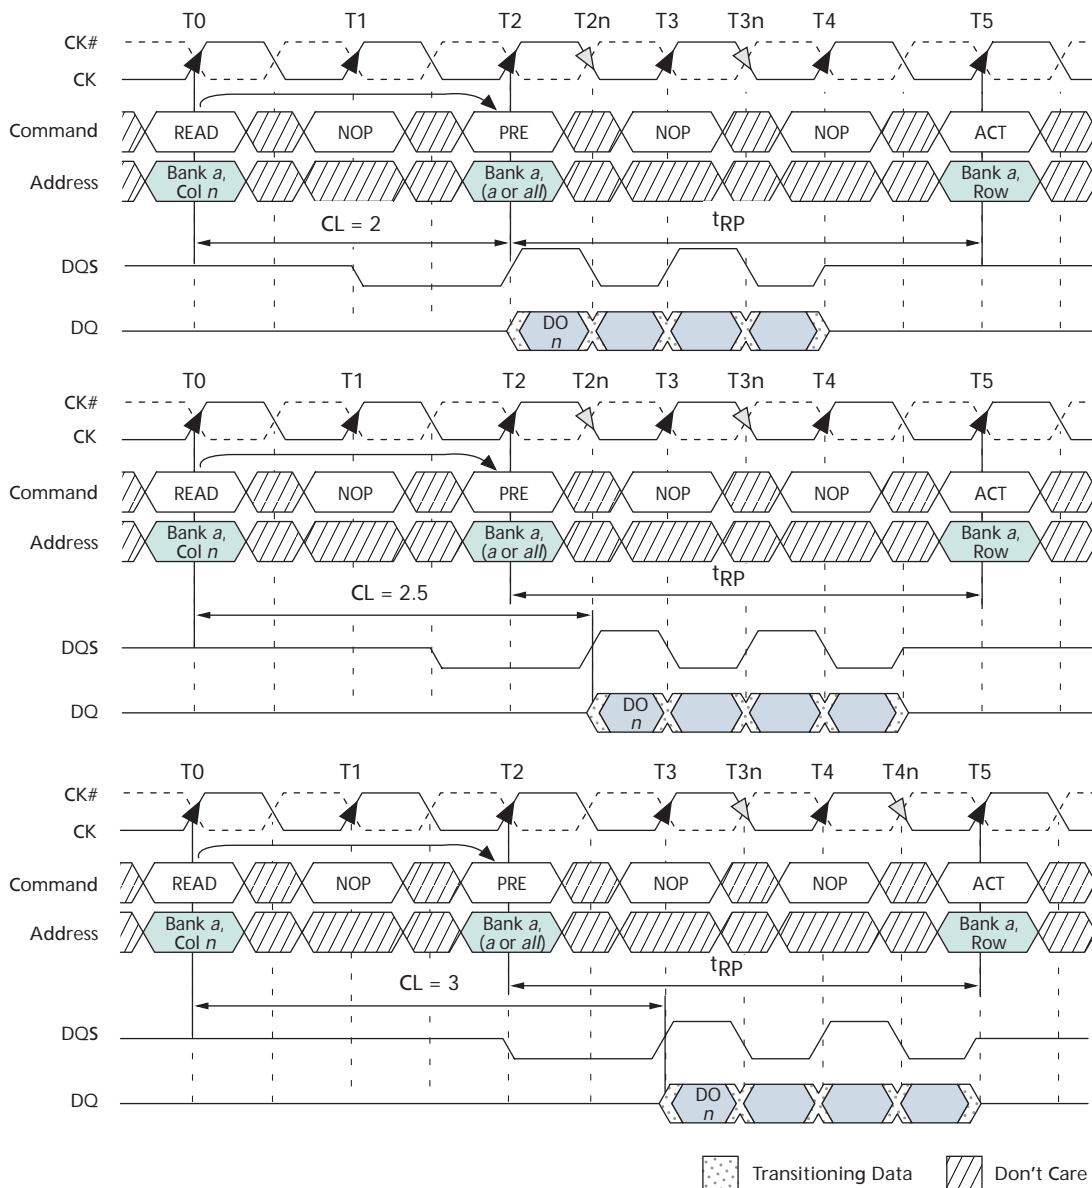 T0 T1 T2 T2n T3 T3n T4 T5
CK#
CK
Command READ NOP PRE NOP NOP ACT
Address Bank a, Col n Bank a, (a or all) Bank a, Row
CL = 2 tRP
DQS
DQ DO n
T0 T1 T2 T2n T3 T3n T4 T5
CK#
CK
Command READ NOP PRE NOP NOP ACT
Address Bank a, Col n Bank a, (a or all) Bank a, Row
tRP
CL = 2.5
DQS
DQ DO n
T0 T1 T2 T3 T3n T4 T4n T5
CK#
CK
Command READ NOP PRE NOP NOP ACT
Address Bank a, Col n Bank a, (a or all) Bank a, Row
tRP
CL = 3
DQS
DQ DO n
Transitioning Data Don't Care